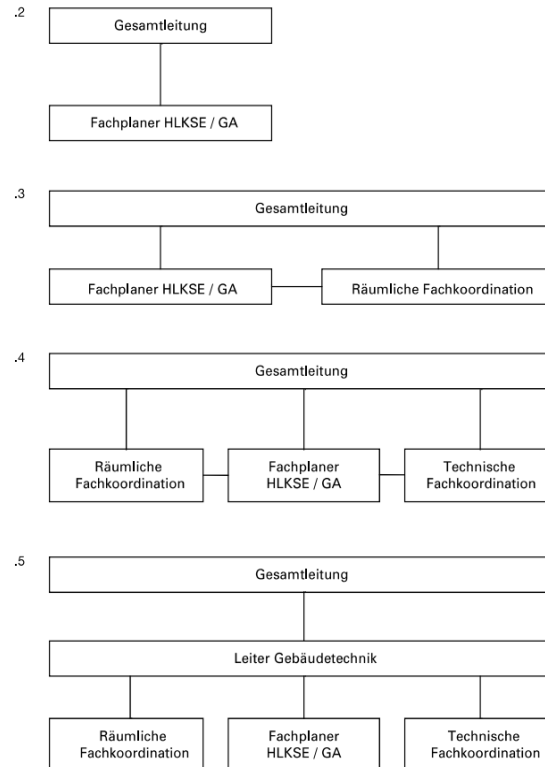 .2
Gesamtleitung
Fachplaner HLKSE / GA
.3
Gesamtleitung
Fachplaner HLKSE / GA
Räumliche Fachkoordination
.4
Gesamtleitung
Räumliche
Fachkoordination
Fachplaner
HLKSE / GA
Technische
Fachkoordination
.5
Gesamtleitung
Leiter Gebäudetechnik
Räumliche
Fachkoordination
Fachplaner
HLKSE / GA
Technische
Fachkoordination